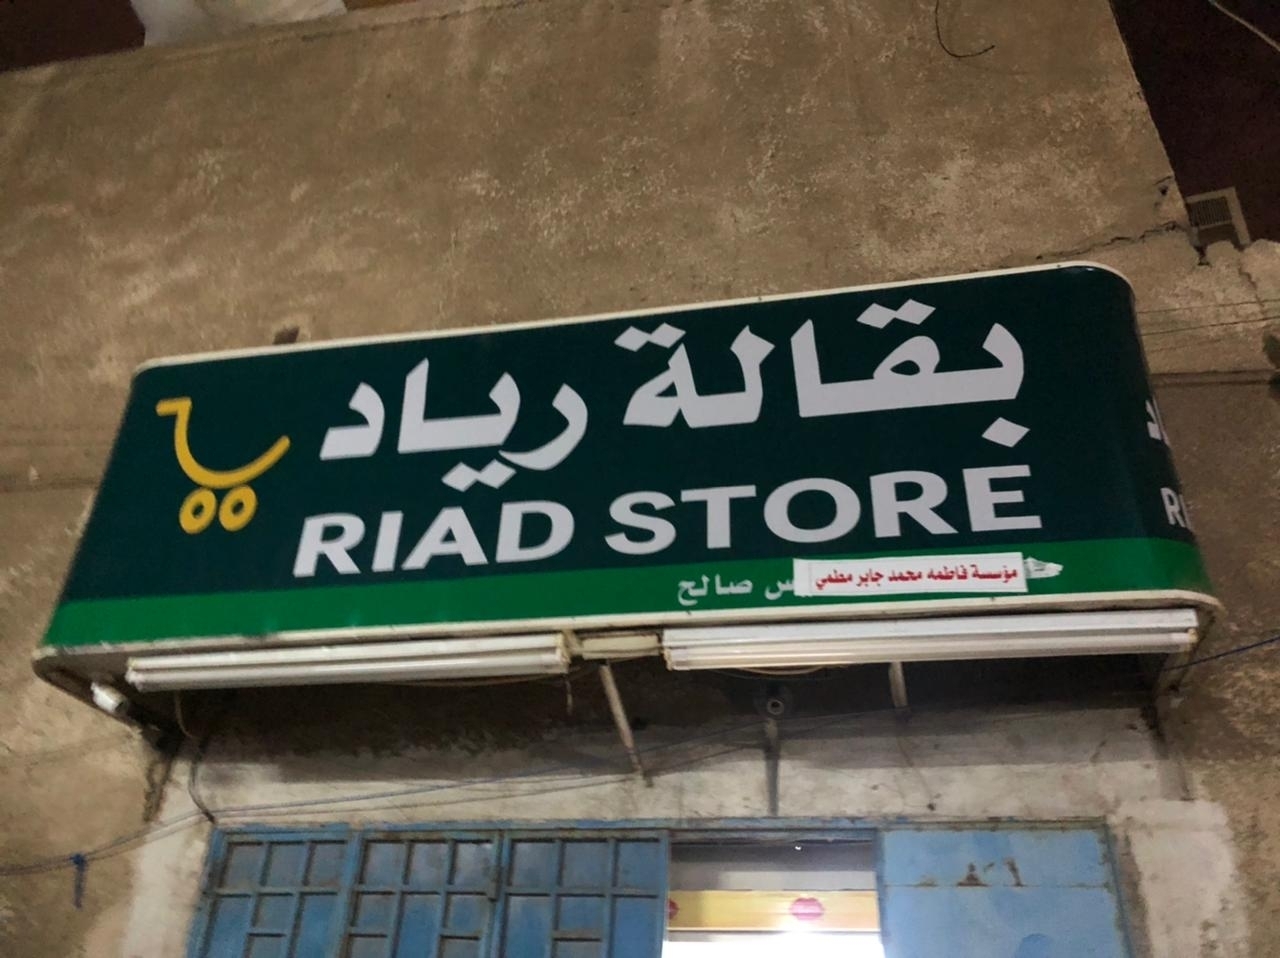 بقالة رياد
RIAD STORE
مؤسسة فاطمه محمد جابر مطمي
صالح